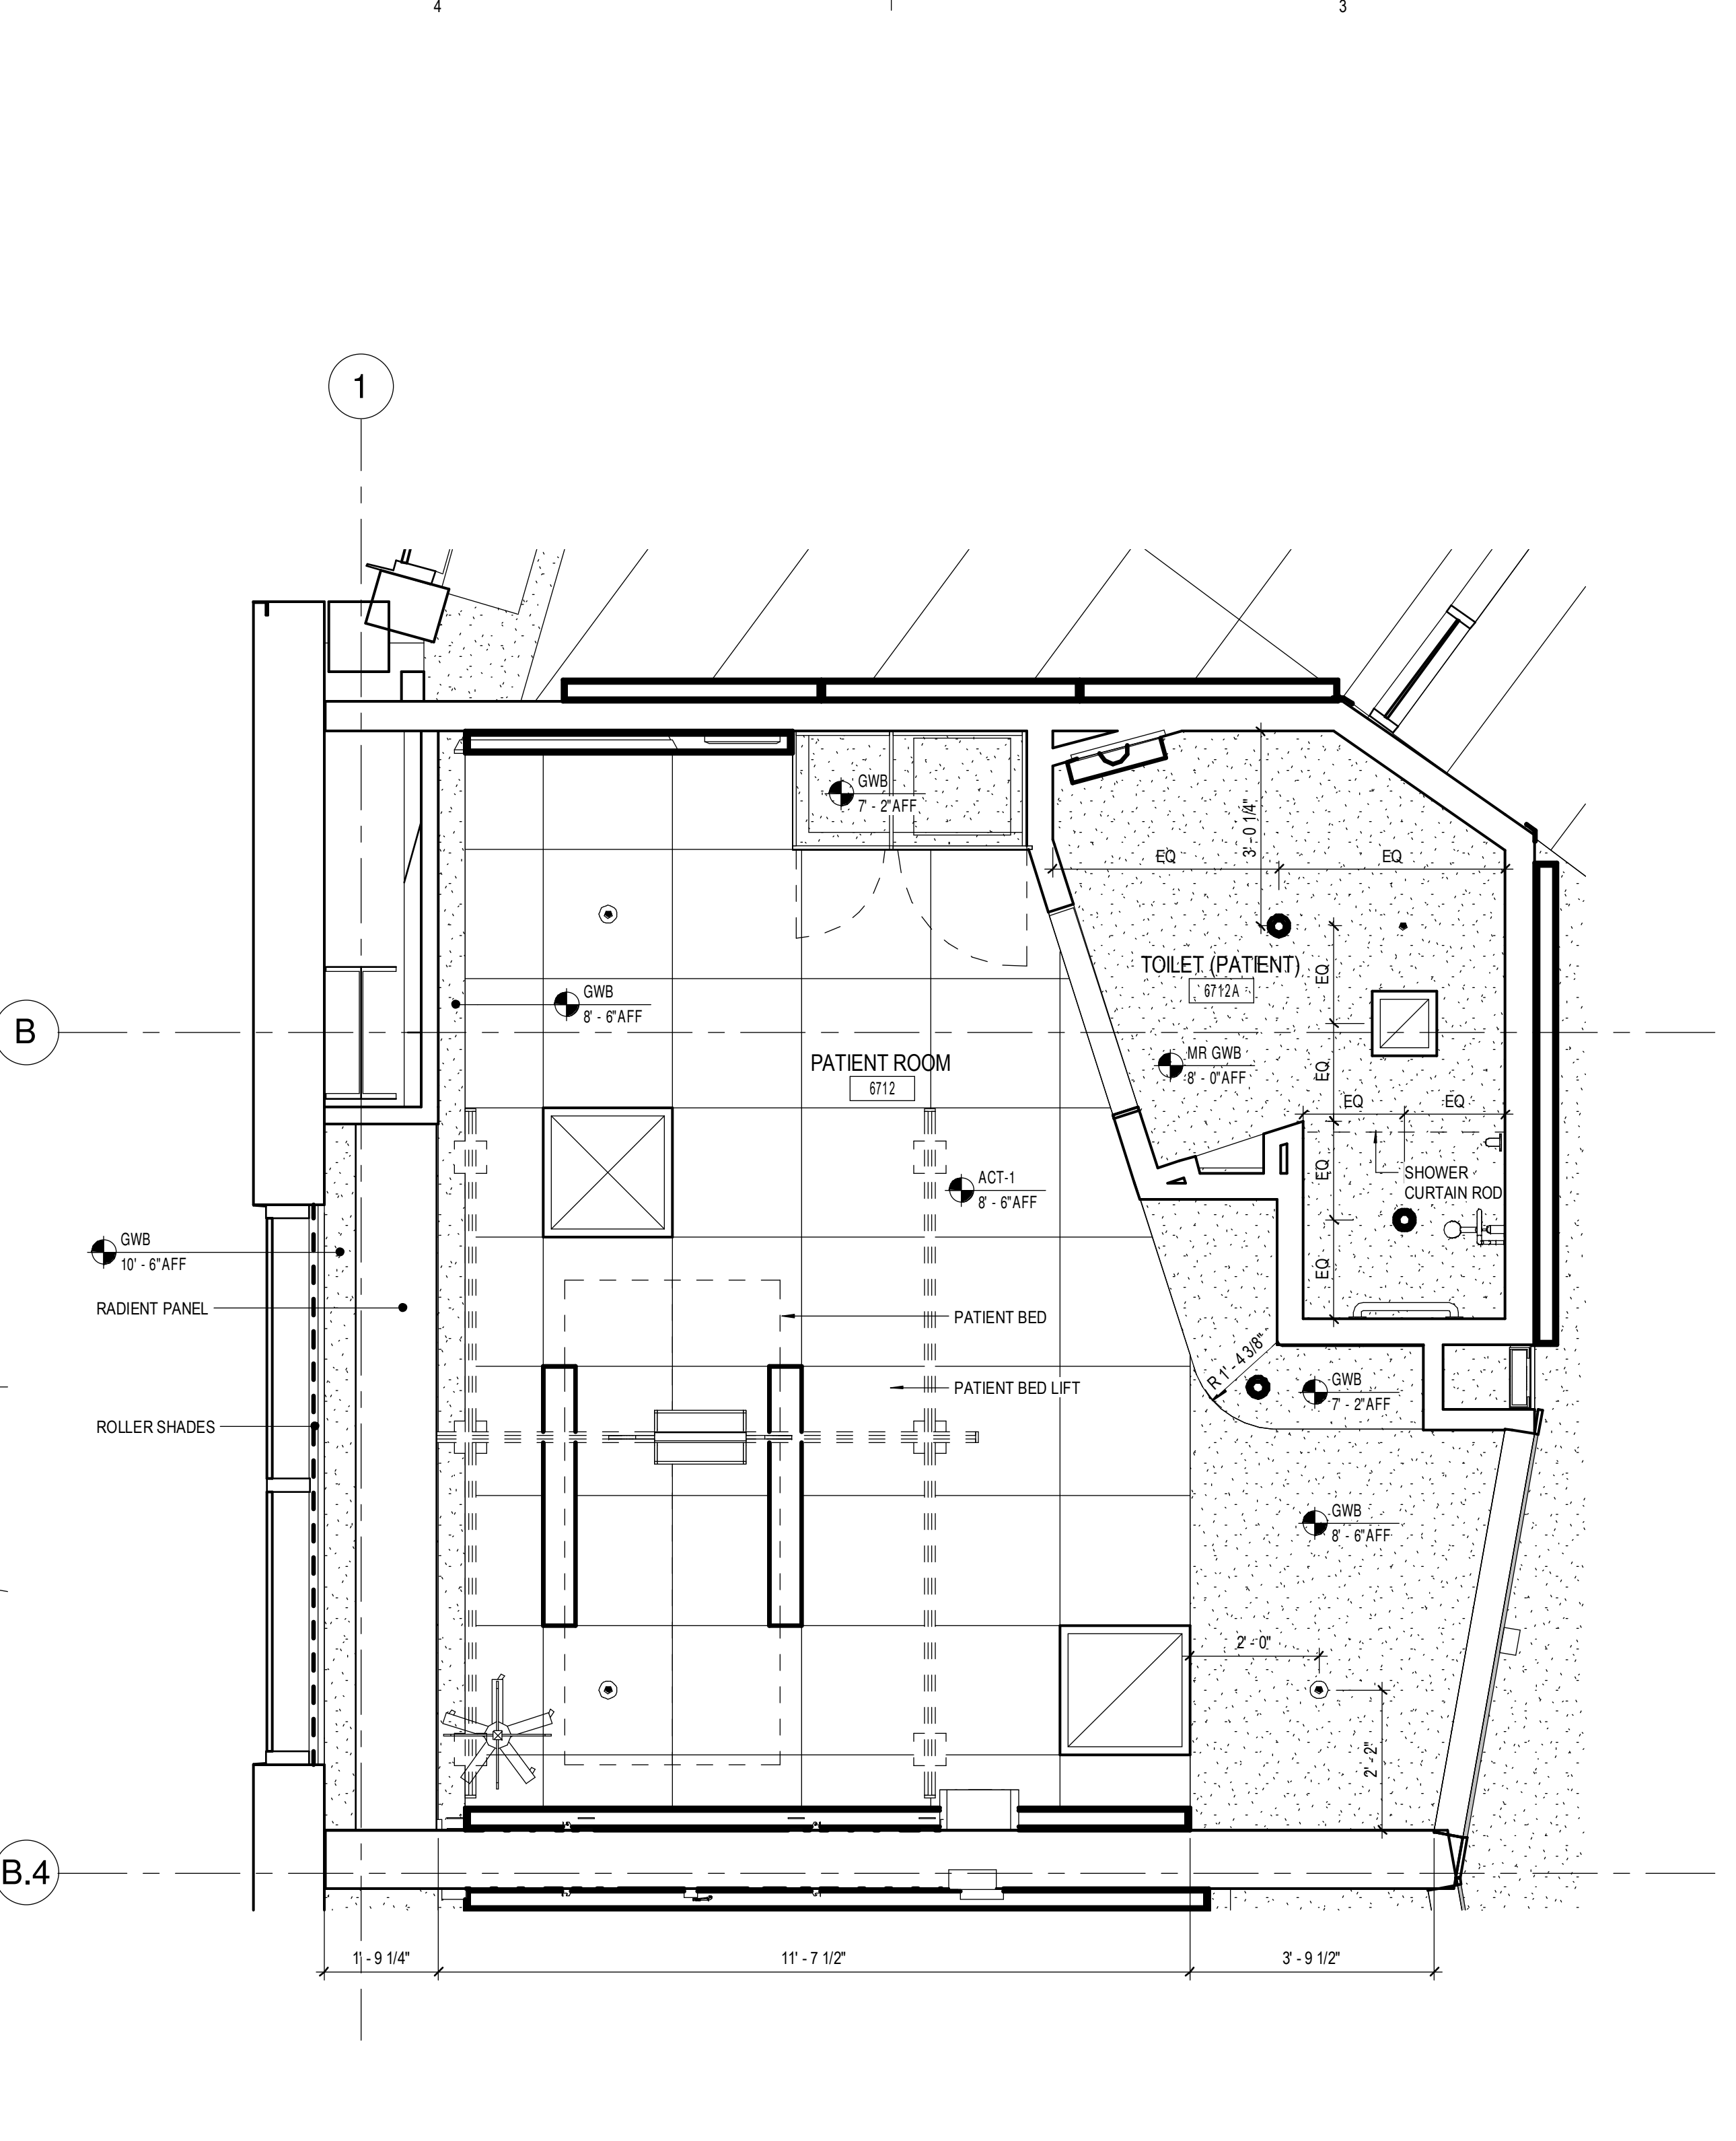 4
3
1
GWB
7' - 2"AFF
3' - 0 1/4"
EQ
EQ
TOILET (PATIENT)
6712A
EQ
GWB
8' - 6"AFF
B
PATIENT ROOM
6712
MR GWB
8' - 0"AFF
EQ
EQ
EQ
ACT-1
8' - 6"AFF
EQ
SHOWER
CURTAIN ROD
GWB
10' - 6"AFF
EQ
RADIENT PANEL
PATIENT BED
R 1' - 4 3/8"
PATIENT BED LIFT
GWB
7' - 2"AFF
ROLLER SHADES
GWB
8' - 6"AFF
2' - 0"
2' - 2"
B.4
1' - 9 1/4"
11' - 7 1/2"
3' - 9 1/2"